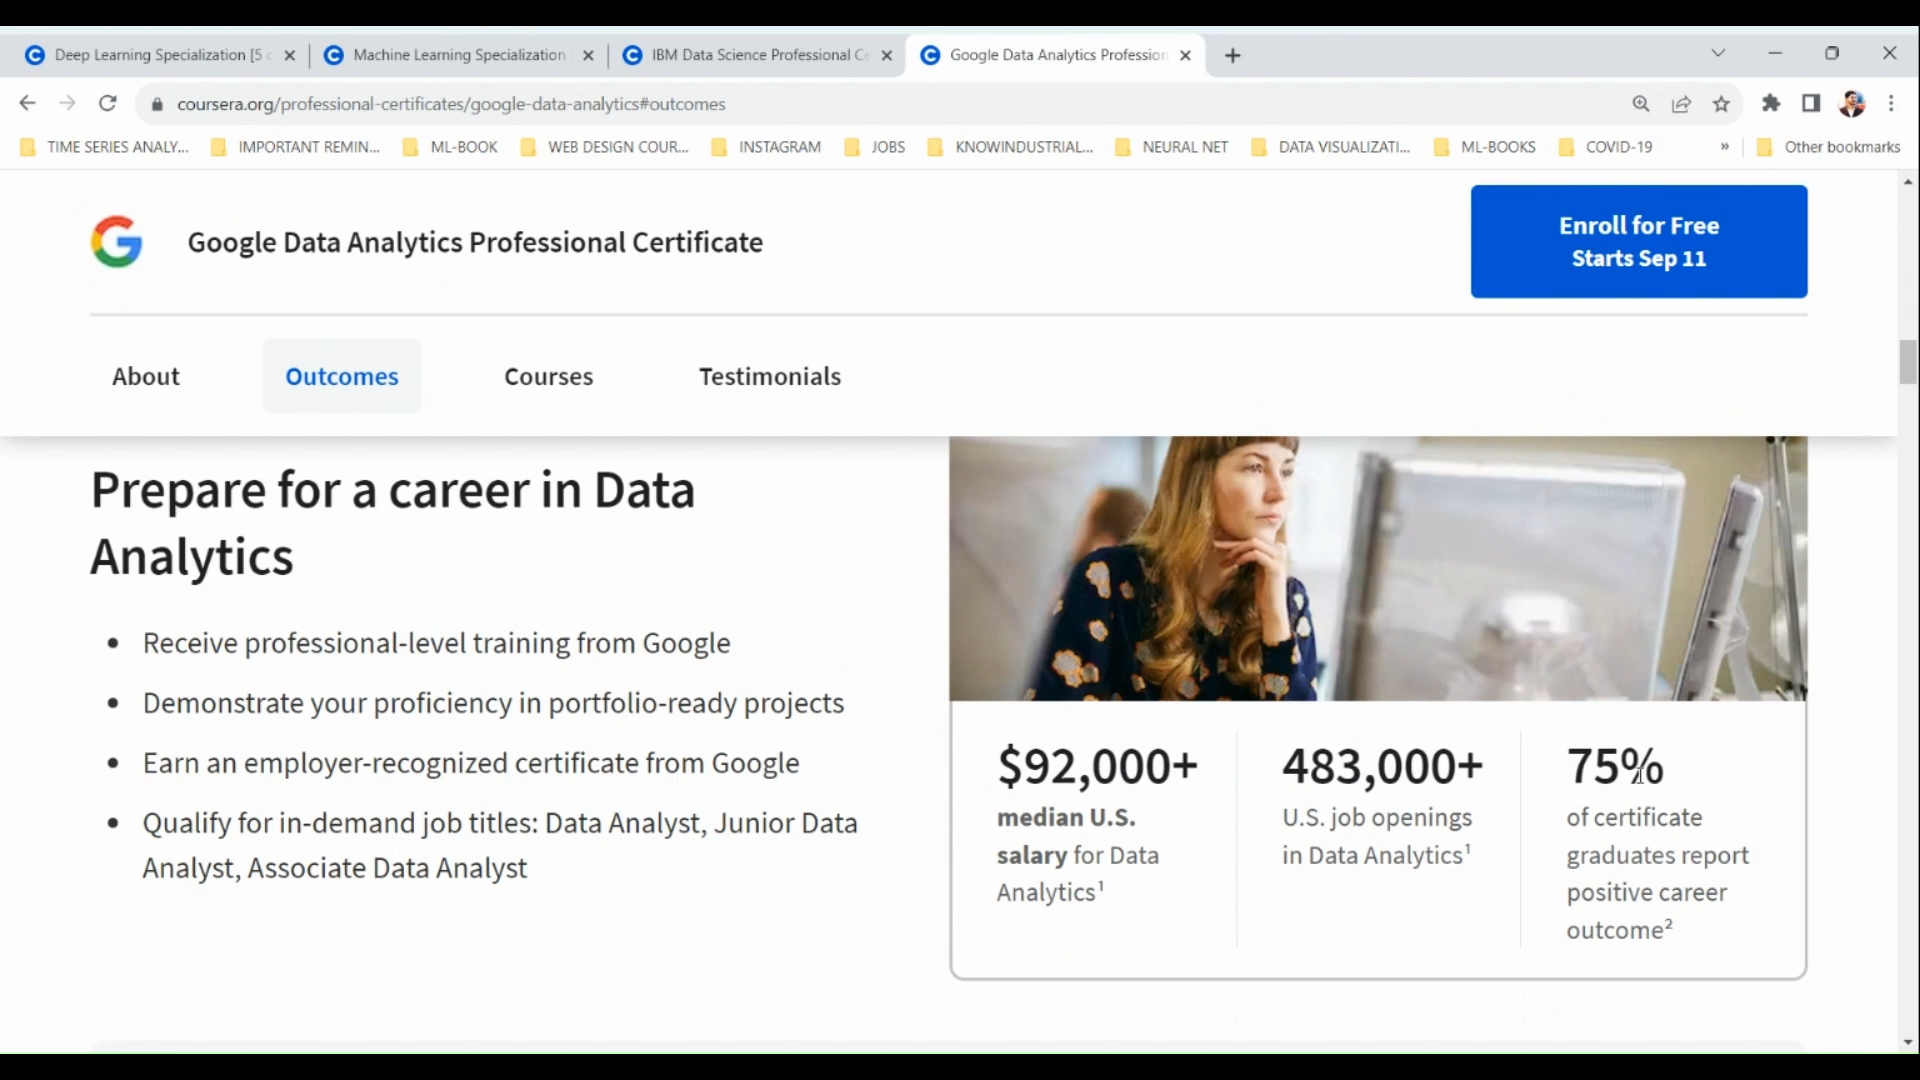 Deep Learning Specialization [5
Machine Learning Specialization
IBM Data Science Professional Ce
Google Data Analytics Profession
coursera.org/professional-certificates/google-data-analytics#outcomes
TIME SERIES ANALY...
IMPORTANT REMIN...
ML-BOOK
WEB DESIGN COUR...
INSTAGRAM
JOBS
KNOWINDUSTRIAL...
NEURAL NET
DATA VISUALIZATI...
ML-BOOKS
COVID-19
»
Other bookmarks
Google Data Analytics Professional Certificate
Enroll for Free
Starts Sep 11
About
Outcomes
Courses
Testimonials
Prepare for a career in Data
Analytics
• Receive professional-level training from Google
• Demonstrate your proficiency in portfolio-ready projects
• Earn an employer-recognized certificate from Google
• Qualify for in-demand job titles: Data Analyst, Junior Data
Analyst, Associate Data Analyst
$92,000+
median U.S.
salary for Data
Analytics¹
483,000+
U.S. job openings
in Data Analytics¹
75%
of certificate
graduates report
positive career
outcome²